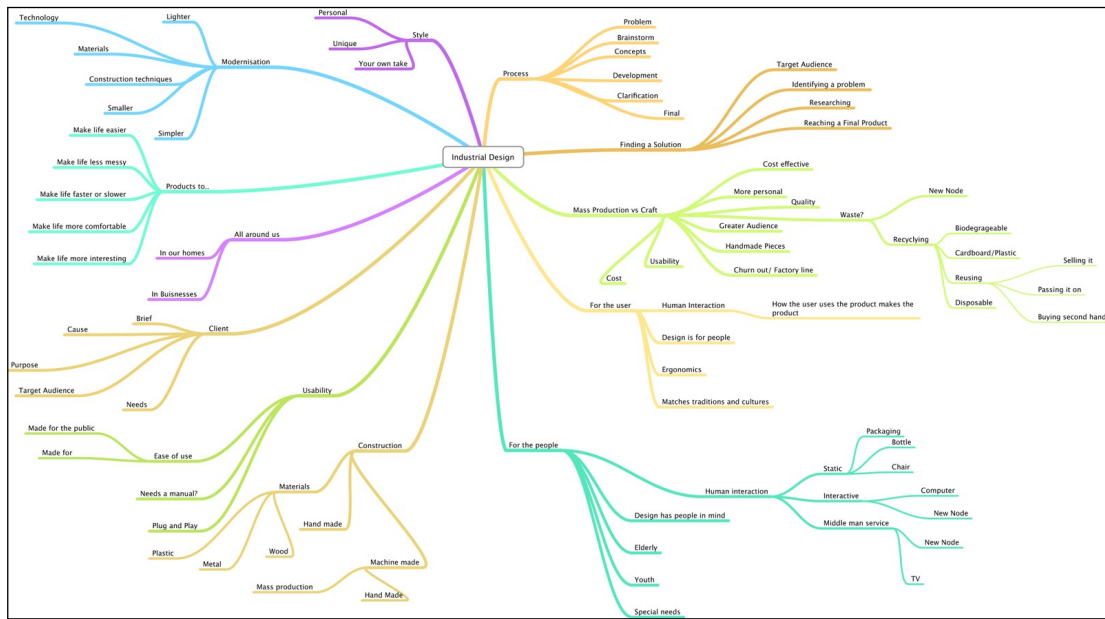 Industrial Design
Modernisation
Technology
Lighter
Materials
Construction techniques
Smaller
Simpler
Style
Personal
Unique
Your own take
Process
Problem
Brainstorm
Concepts
Development
Clarification
Final
Finding a Solution
Target Audience
Identifying a problem
Researching
Reaching a Final Product
Products to..
Make life easier
Make life less messy
Make life faster or slower
Make life more comfortable
Make life more interesting
All around us
In our homes
In Buisnesses
Mass Production vs Craft
Cost effective
More personal
Quality
Waste?
New Node
Recyclying
Biodegrageable
Cardboard/Plastic
Reusing
Selling it
Passing it on
Buying second hand
Disposable
Greater Audience
Handmade Pieces
Churn out/ Factory line
Usability
Cost
For the user
Human Interaction
How the user uses the product makes the
product
Design is for people
Ergonomics
Matches traditions and cultures
Client
Brief
Cause
Purpose
Target Audience
Needs
Usability
Ease of use
Made for the public
Made for
Needs a manual?
Plug and Play
Construction
Materials
Plastic
Metal
Wood
Hand made
Machine made
Mass production
Hand Made
For the people
Human interaction
Static
Packaging
Bottle
Chair
Interactive
Computer
New Node
Middle man service
New Node
TV
Design has people in mind
Elderly
Youth
Special needs